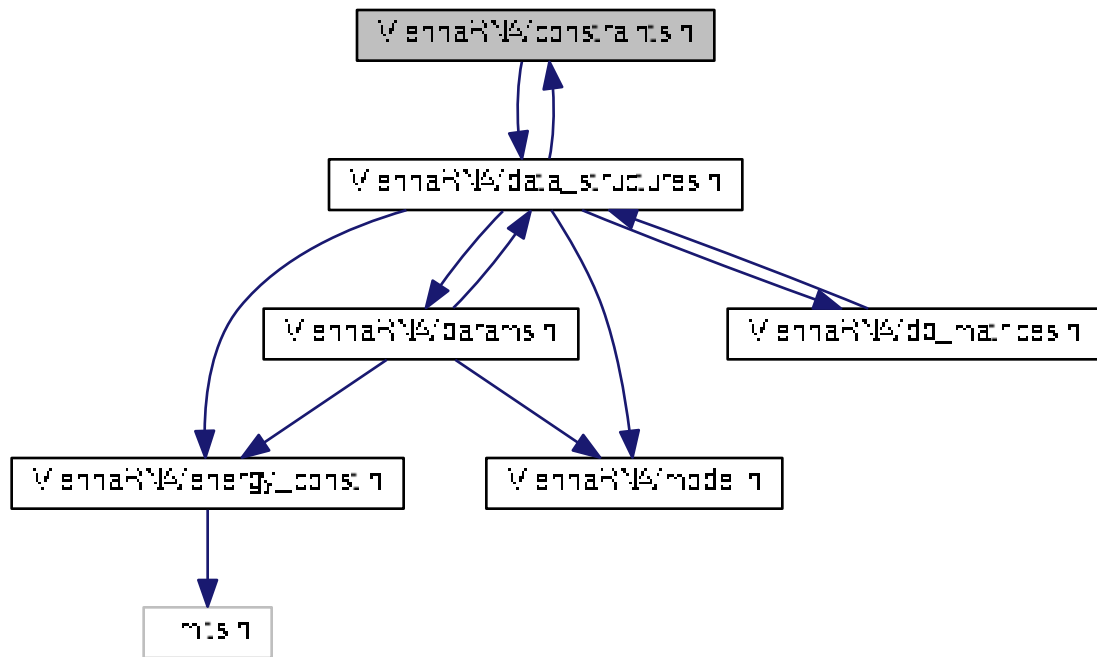 ViennaRNA/constraints.h
ViennaRNA/data_structures.h
ViennaRNA/params.h
ViennaRNA/dp_matrices.h
ViennaRNA/energy_const.h
ViennaRNA/model.h
limits.h